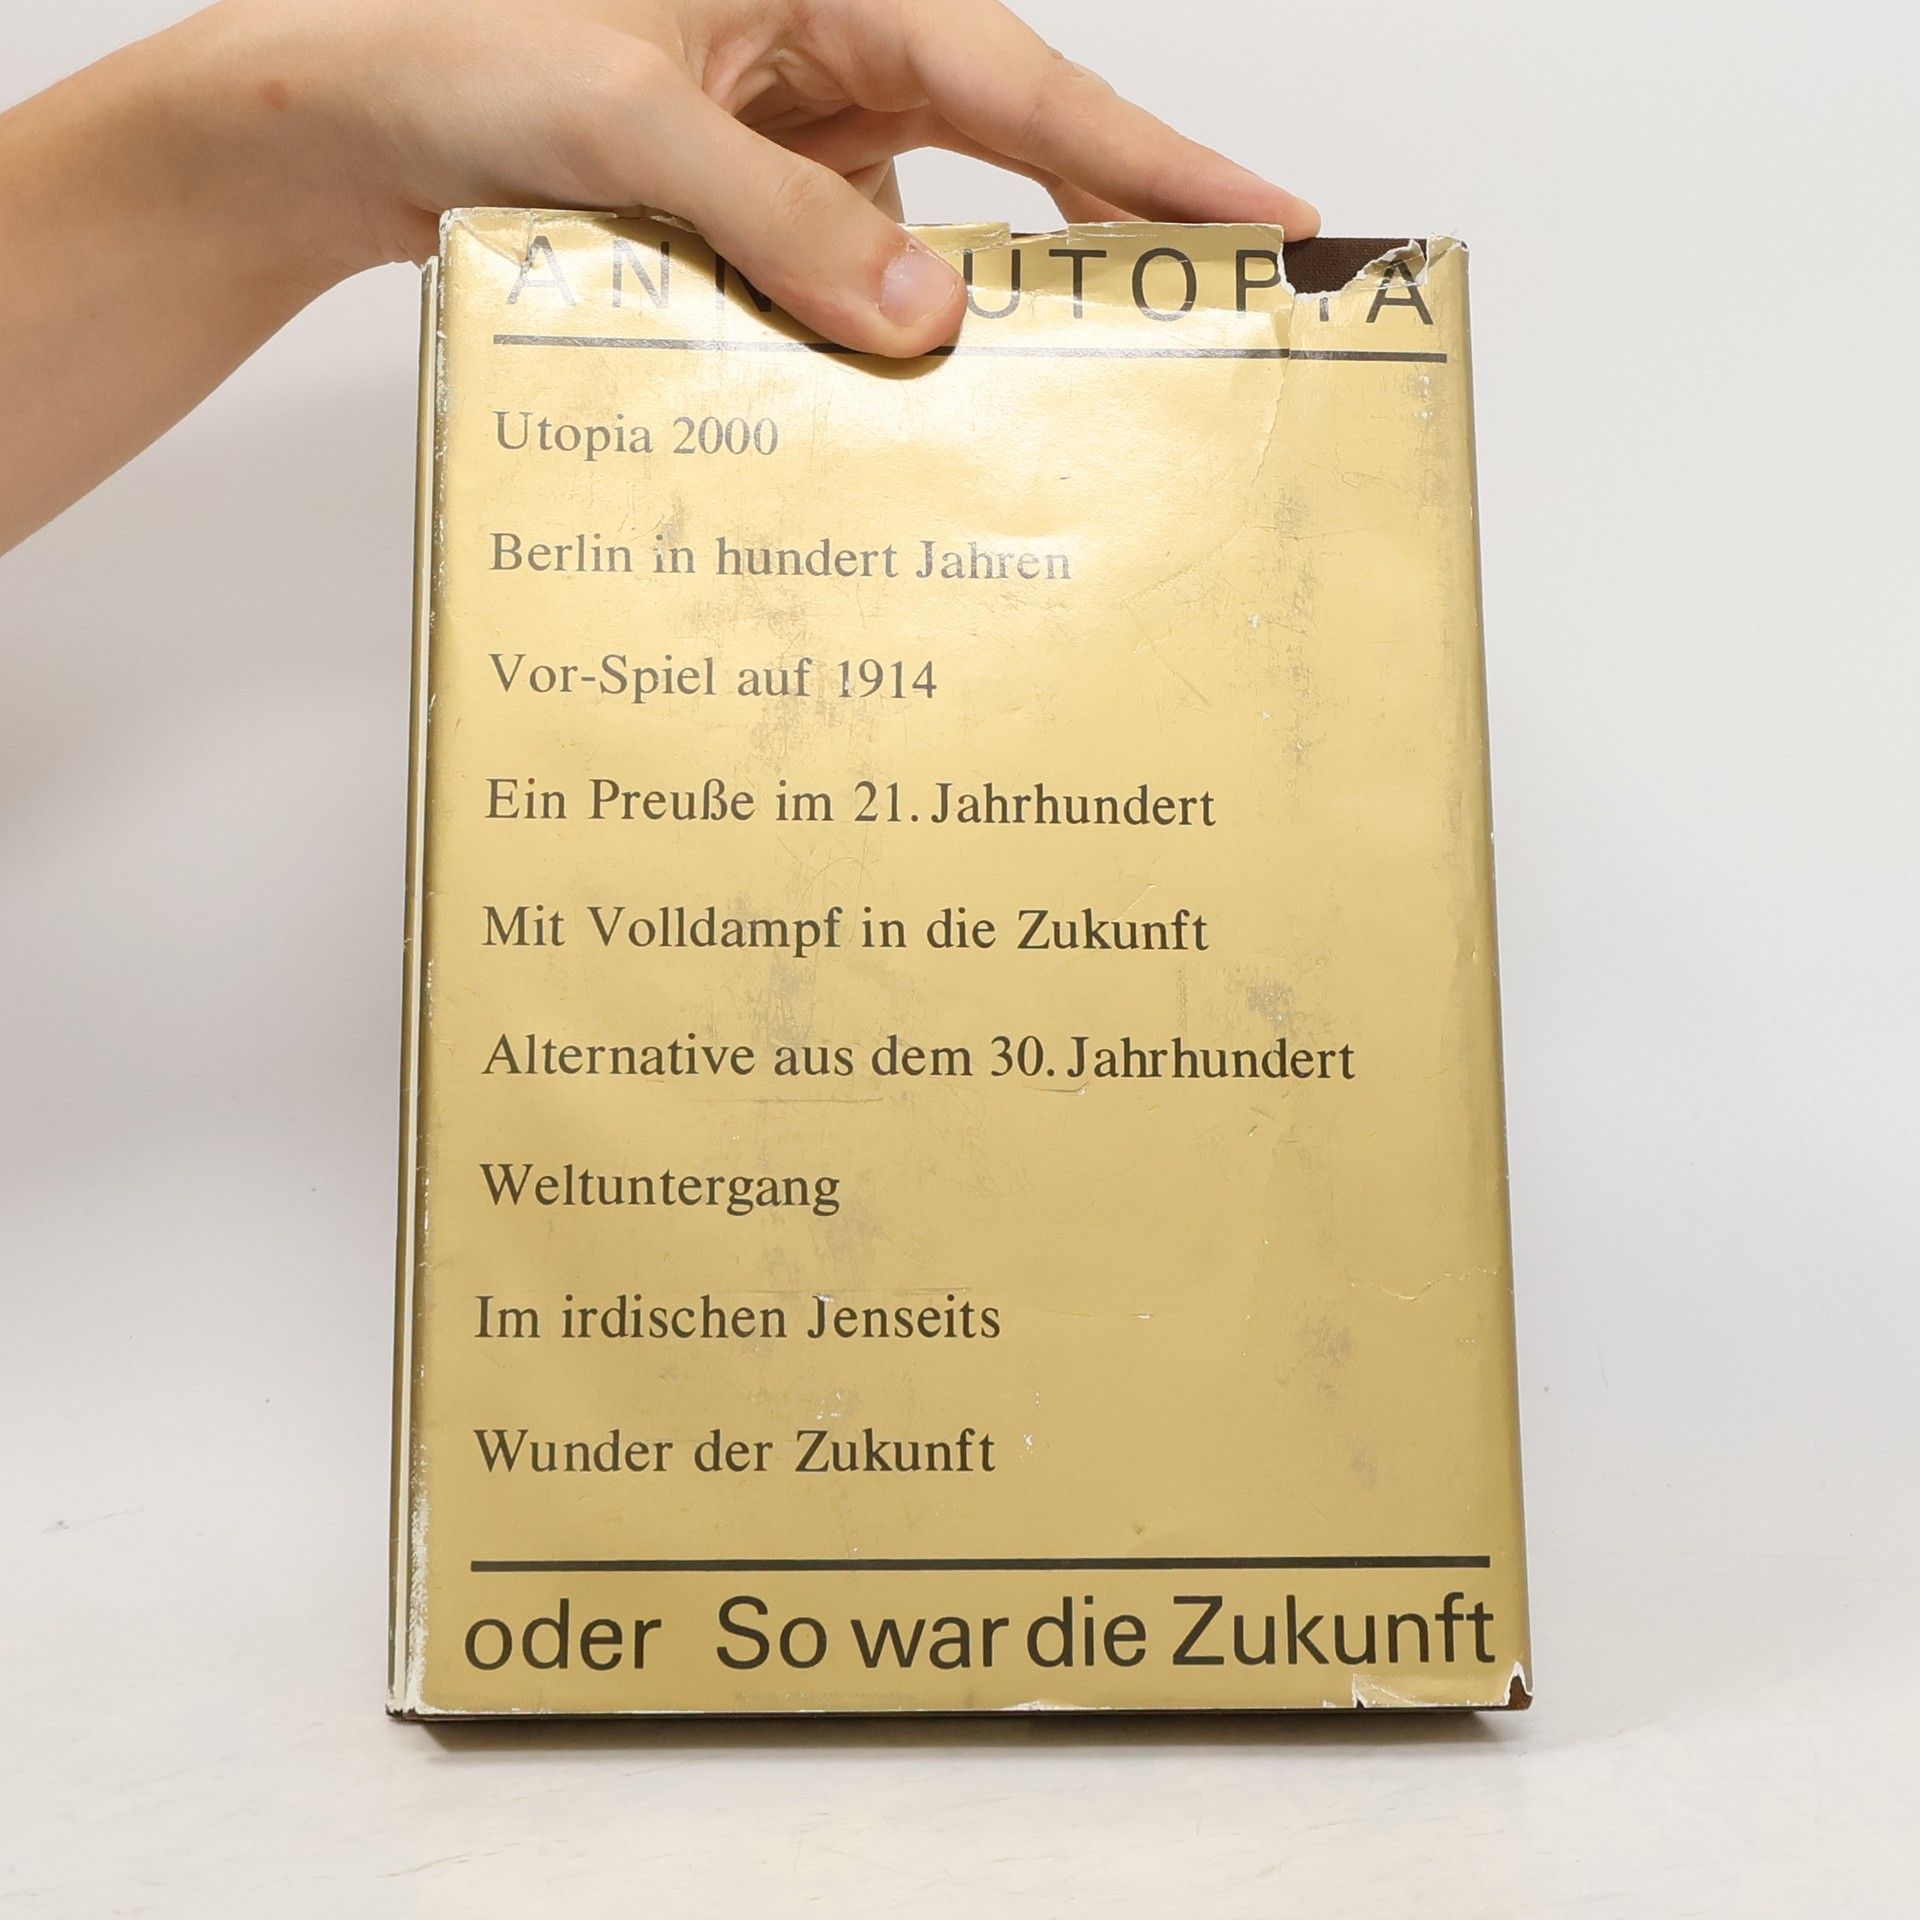 UTOPIA
Utopia 2000
Berlin in hundert Jahren
Vor-Spiel auf 1914
Ein Preuße im 21. Jahrhundert
Mit Volldampf in die Zukunft
Alternative aus dem 30. Jahrhundert
Weltuntergang
Im irdischen Jenseits
Wunder der Zukunft
oder So war die Zukunft